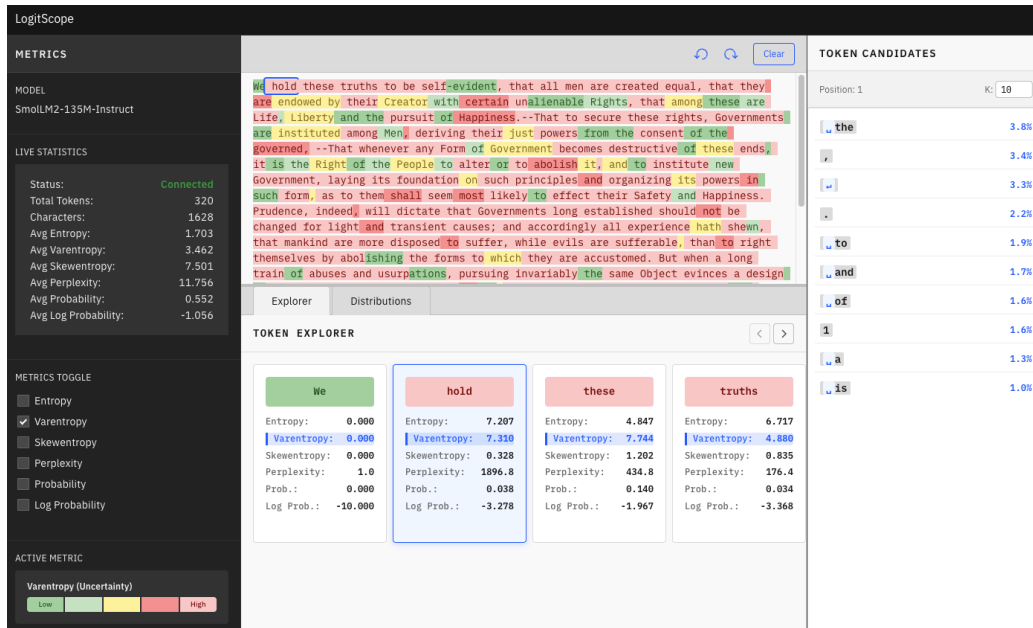 LogitScope
METRICS
MODEL
SmolLM2-135M-Instruct
LIVE STATISTICS
Status: Connected
Total Tokens: 320
Characters: 1628
Avg Entropy: 1.703
Avg Varentropy: 3.462
Avg Skewentropy: 7.501
Avg Perplexity: 11.756
Avg Probability: 0.552
Avg Log Probability: -1.056
METRICS TOGGLE
Entropy
Varentropy
Skewentropy
Perplexity
Probability
Log Probability
ACTIVE METRIC
Varentropy (Uncertainty)
Low High
Clear
We hold these truths to be self-evident, that all men are created equal, that they
are endowed by their Creator with certain unalienable Rights, that among these are
Life, Liberty and the pursuit of Happiness.--That to secure these rights, Governments
are instituted among Men, deriving their just powers from the consent of the
governed, --That whenever any Form of Government becomes destructive of these ends,
it is the Right of the People to alter or to abolish it, and to institute new
Government, laying its foundation on such principles and organizing its powers in
such form, as to them shall seem most likely to effect their Safety and Happiness.
Prudence, indeed, will dictate that Governments long established should not be
changed for light and transient causes; and accordingly all experience hath shewn,
that mankind are more disposed to suffer, while evils are sufferable, than to right
themselves by abolishing the forms to which they are accustomed. But when a long
train of abuses and usurpations, pursuing invariably the same Object evinces a design
Explorer Distributions
TOKEN EXPLORER
We
Entropy: 0.000
Varentropy: 0.000
Skewentropy: 0.000
Perplexity: 1.0
Prob.: 0.000
Log Prob.: -10.000
hold
Entropy: 7.207
Varentropy: 7.310
Skewentropy: 0.328
Perplexity: 1896.8
Prob.: 0.038
Log Prob.: -3.278
these
Entropy: 4.847
Varentropy: 7.744
Skewentropy: 1.202
Perplexity: 434.8
Prob.: 0.140
Log Prob.: -1.967
truths
Entropy: 6.717
Varentropy: 4.880
Skewentropy: 0.835
Perplexity: 176.4
Prob.: 0.034
Log Prob.: -3.368
TOKEN CANDIDATES
Position: 1 K: 10
␣the 3.8%
, 3.4%
↵ 3.3%
. 2.2%
␣to 1.9%
␣and 1.7%
␣of 1.6%
1 1.6%
␣a 1.3%
␣is 1.0%